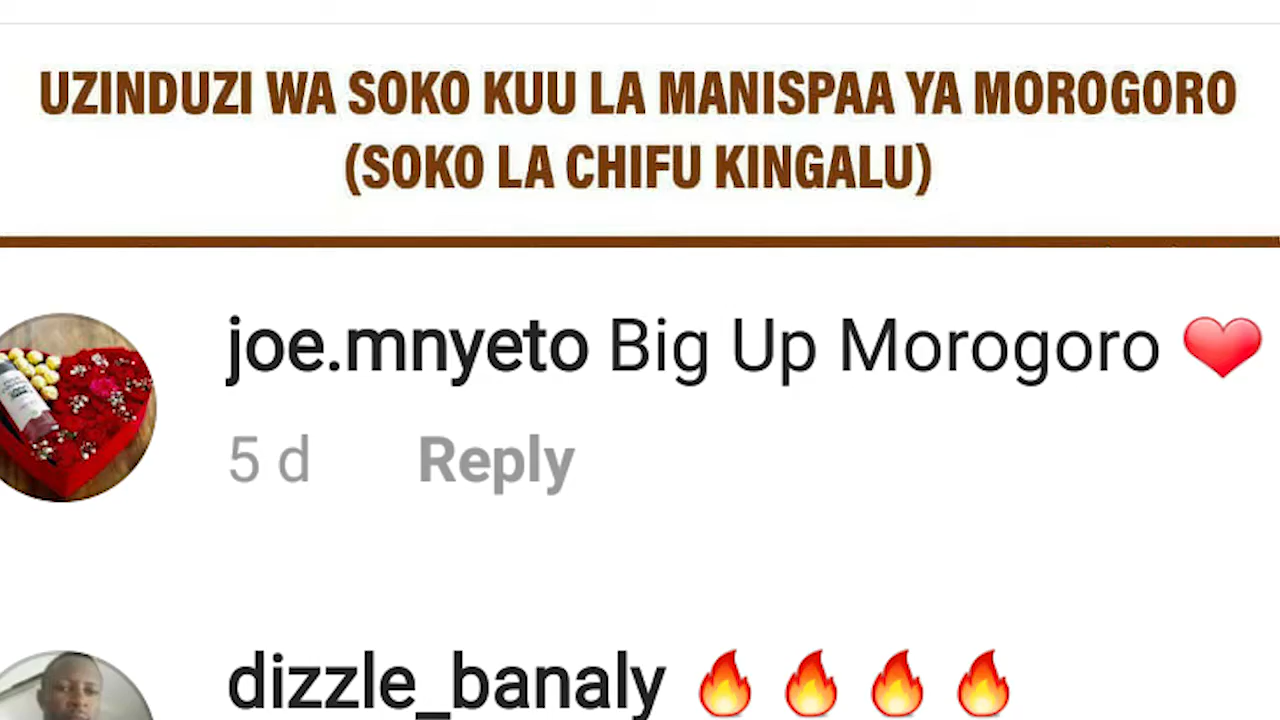 UZINDUZI WA SOKO KUU LA MANISPAA YA MOROGORO
(SOKO LA CHIFU KINGALU)
joe.mnyeto Big Up Morogoro ❤️
5 d Reply
dizzle_banaly 🔥🔥🔥🔥